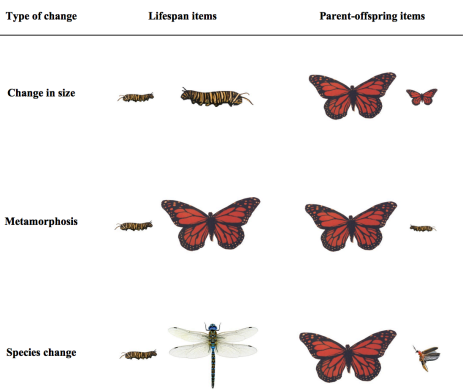 Type of change Lifespan items Parent-offspring items
Change in size
Metamorphosis
Species change